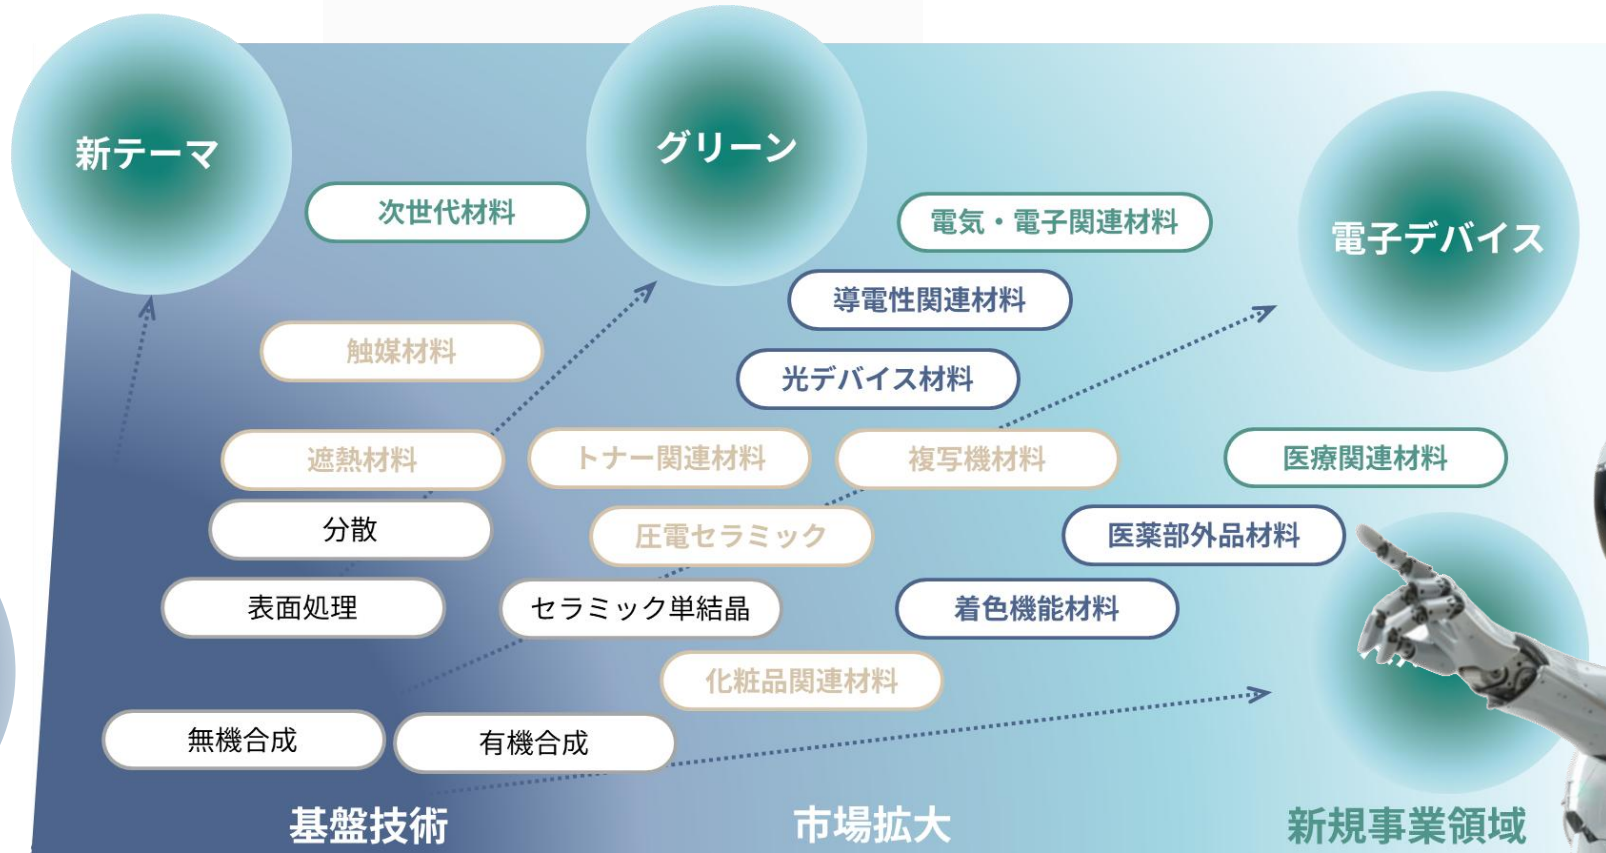 新テーマ
グリーン
電子デバイス
次世代材料
電気・電子関連材料
導電性関連材料
触媒材料
光デバイス材料
遮熱材料
トナー関連材料
複写機材料
医療関連材料
分散
圧電セラミック
医薬部外品材料
表面処理
セラミック単結晶
着色機能材料
化粧品関連材料
無機合成
有機合成
基盤技術
市場拡大
新規事業領域